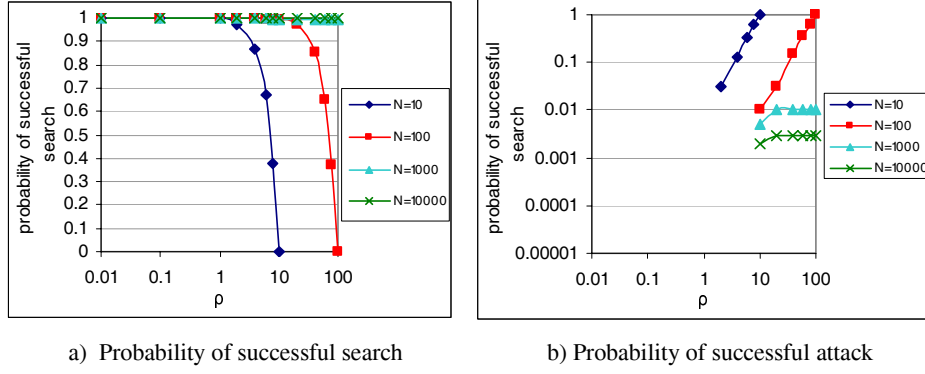 probability of successful
search
1
0.9
0.8
0.7
0.6
0.5
0.4
0.3
0.2
0.1
0
0.01
0.1
1
10
100
ρ
N=10
N=100
N=1000
N=10000
a) Probability of successful search
probability of successful
search
1
0.1
0.01
0.001
0.0001
0.00001
0.01
0.1
1
10
100
ρ
N=10
N=100
N=1000
N=10000
b) Probability of successful attack